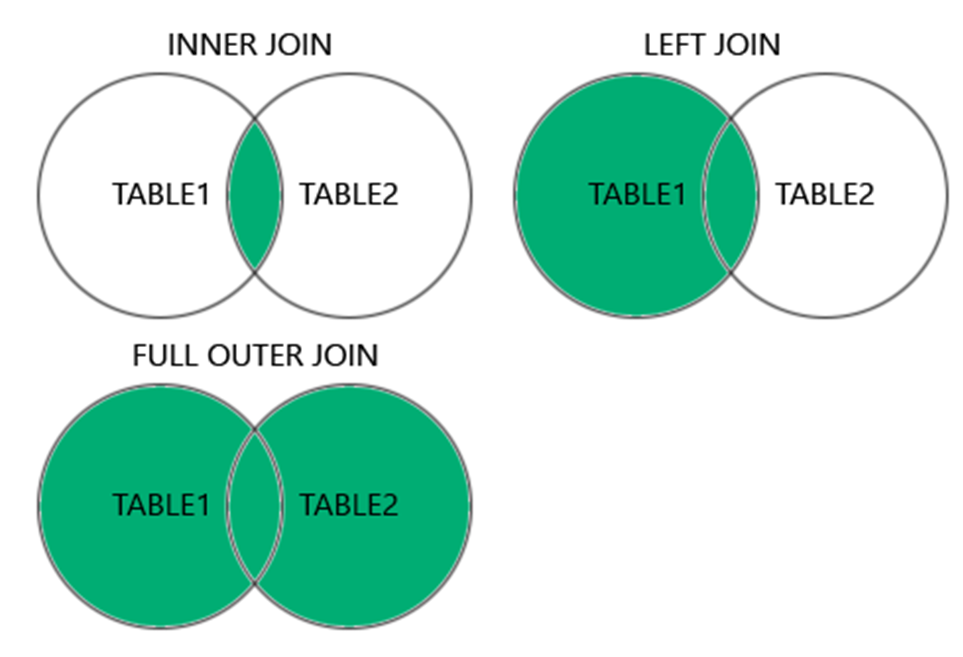 INNER JOIN
LEFT JOIN
TABLE1 TABLE2
TABLE1 TABLE2
FULL OUTER JOIN
TABLE1 TABLE2